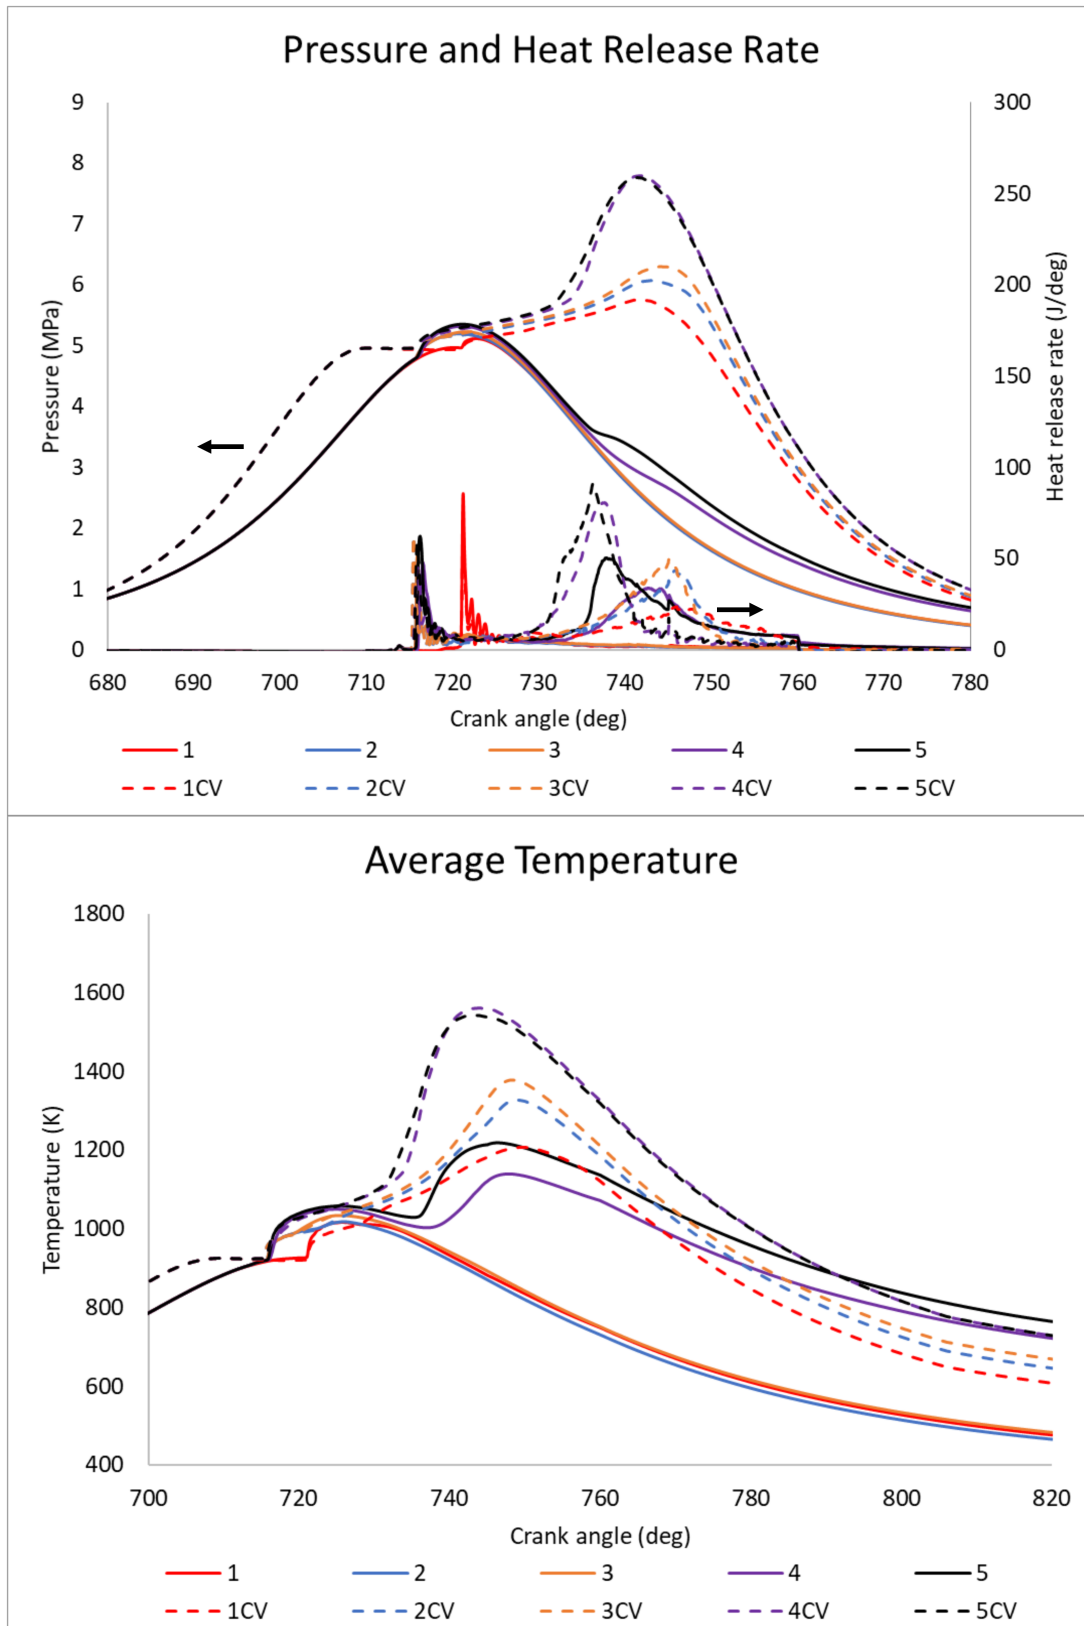 Pressure and Heat Release Rate
9 300
8
250
7
6 200
5
150
4
3 100
2
50
1
0 0
Pressure (MPa)
Heat release rate (J/deg)
680 690 700 710 720 730 740 750 760 770 780
Crank angle (deg)
1 2 3 4 5
1CV 2CV 3CV 4CV 5CV
Average Temperature
1800
1600
1400
1200
1000
800
600
400
Temperature (K)
700 720 740 760 780 800 820
Crank angle (deg)
1 2 3 4 5
1CV 2CV 3CV 4CV 5CV